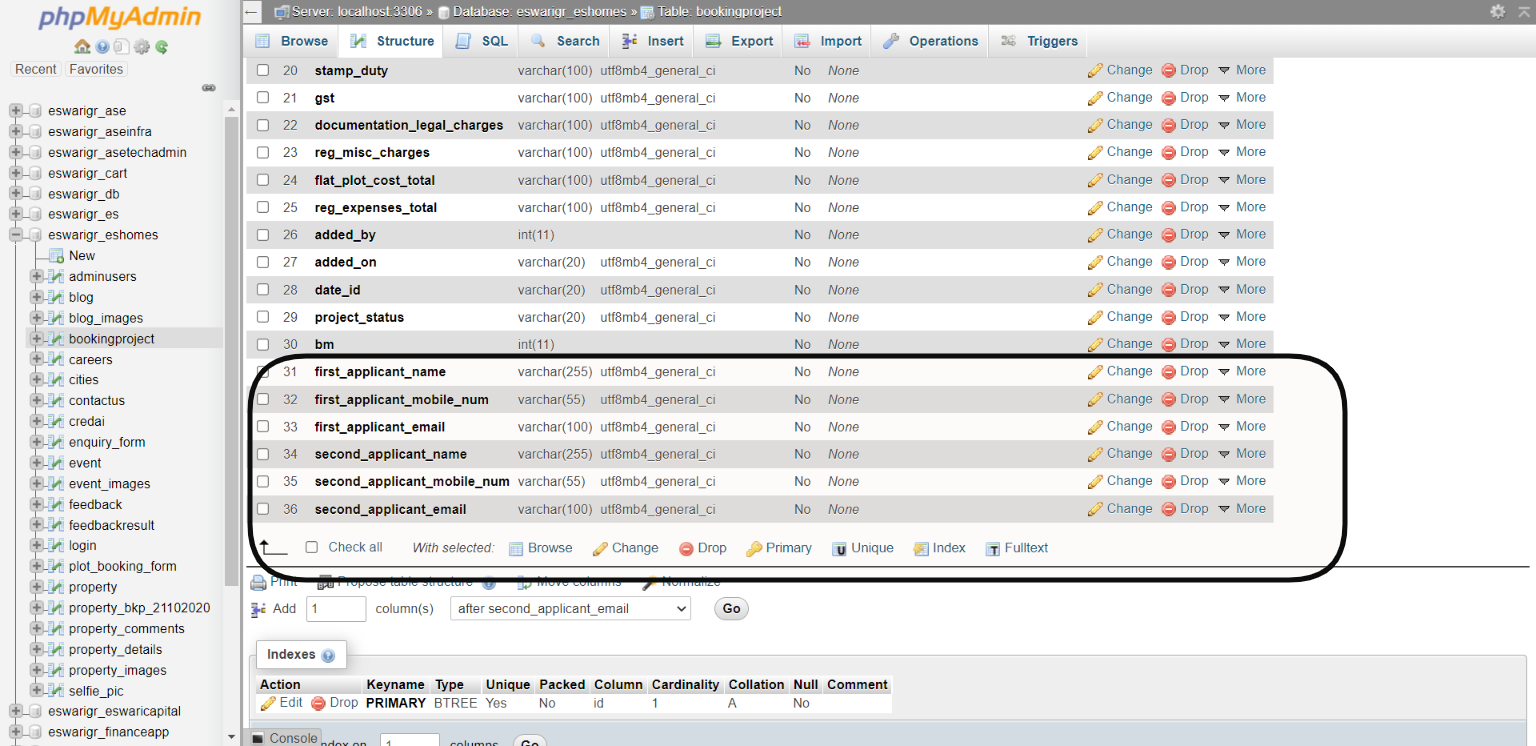 phpMyAdmin
Recent Favorites
eswarigr_ase
eswarigr_aseinfra
eswarigr_asetechadmin
eswarigr_cart
eswarigr_db
eswarigr_es
eswarigr_eshomes
New
adminusers
blog
blog_images
bookingproject
careers
cities
contactus
credai
enquiry_form
event
event_images
feedback
feedbackresult
login
plot_booking_form
property
property_bkp_21102020
property_comments
property_details
property_images
selfie_pic
eswarigr_eswaricapital
eswarigr_financeapp
Server: localhost:3306 » Database: eswarigr_eshomes » Table: bookingproject
Browse Structure SQL Search Insert Export Import Operations Triggers
20 stamp_duty varchar(100) utf8mb4_general_ci No None Change Drop More
21 gst varchar(100) utf8mb4_general_ci No None Change Drop More
22 documentation_legal_charges varchar(100) utf8mb4_general_ci No None Change Drop More
23 reg_misc_charges varchar(100) utf8mb4_general_ci No None Change Drop More
24 flat_plot_cost_total varchar(100) utf8mb4_general_ci No None Change Drop More
25 reg_expenses_total varchar(100) utf8mb4_general_ci No None Change Drop More
26 added_by int(11) No None Change Drop More
27 added_on varchar(20) utf8mb4_general_ci No None Change Drop More
28 date_id varchar(20) utf8mb4_general_ci No None Change Drop More
29 project_status varchar(20) utf8mb4_general_ci No None Change Drop More
30 bm int(11) No None Change Drop More
31 first_applicant_name varchar(255) utf8mb4_general_ci No None Change Drop More
32 first_applicant_mobile_num varchar(55) utf8mb4_general_ci No None Change Drop More
33 first_applicant_email varchar(100) utf8mb4_general_ci No None Change Drop More
34 second_applicant_name varchar(255) utf8mb4_general_ci No None Change Drop More
35 second_applicant_mobile_num varchar(55) utf8mb4_general_ci No None Change Drop More
36 second_applicant_email varchar(100) utf8mb4_general_ci No None Change Drop More
Check all With selected: Browse Change Drop Primary Unique Index Fulltext
Print Propose table structure Move columns Normalize
Add 1 column(s) after second_applicant_email Go
Indexes
Action Keyname Type Unique Packed Column Cardinality Collation Null Comment
Edit Drop PRIMARY BTREE Yes No id 1 A No
Console index on 1 columns Go